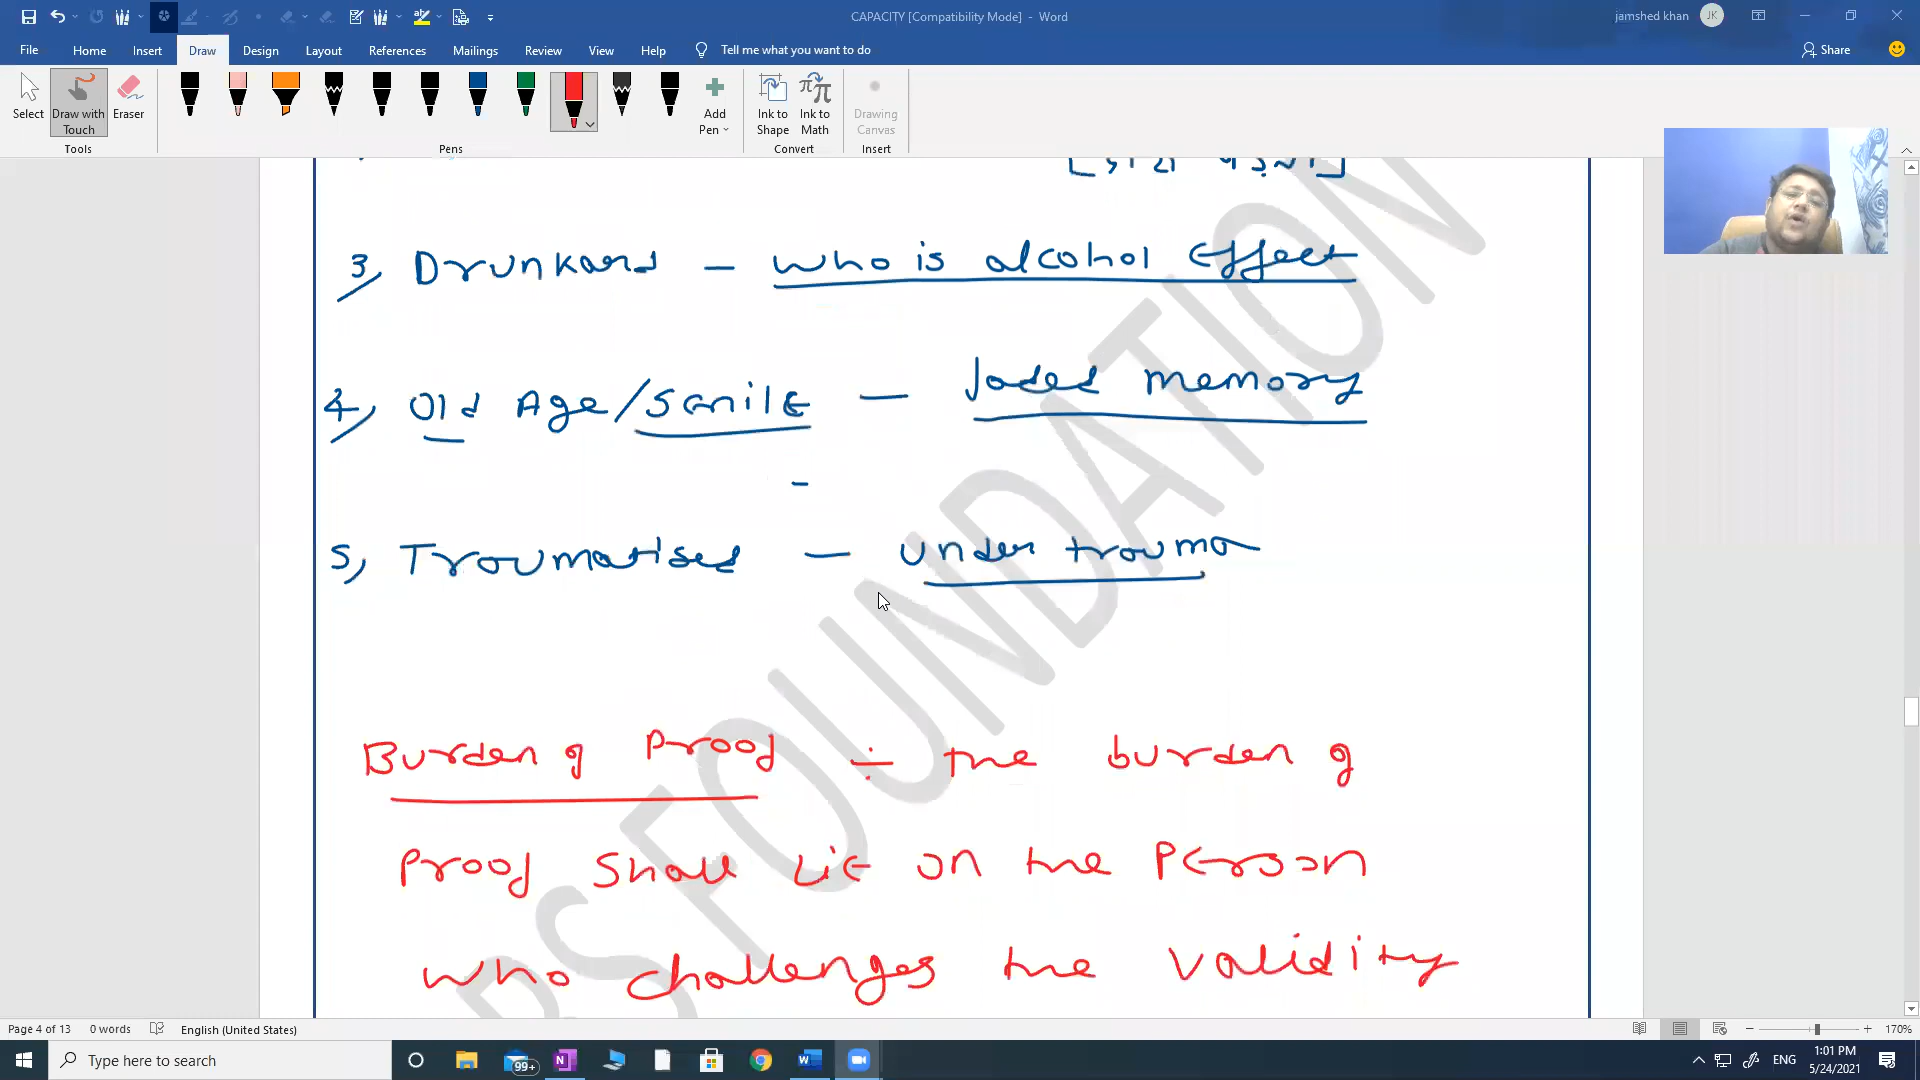 CAPACITY [Compatibility Mode] - Word
jamshed khan
JK
File Home Insert Draw Design Layout References Mailings Review View Help Tell me what you want to do
Share
Select
Draw with Touch
Eraser
Add Pen
Ink to Shape
Ink to Math
Drawing Canvas
Tools
Pens
Convert
Insert
3, Drunkard - who is alcohol Effect
4, Old Age/Senile - Jaded memory
-
5, Traumatised - under trauma
Burden of Proof ÷ the burden of
Proof Shall Lie on the Person
who challenges the validity
RS FOUNDATION
Page 4 of 13 0 words English (United States)
170%
Type here to search
99+
ENG
1:01 PM
5/24/2021